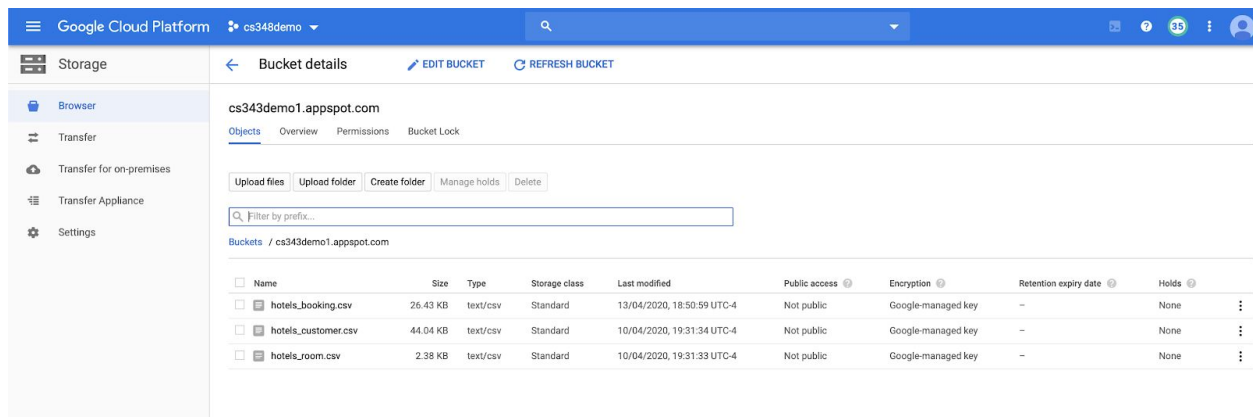 Google Cloud Platform cs348demo
35
Storage
Bucket details EDIT BUCKET REFRESH BUCKET
Browser
Transfer
Transfer for on-premises
Transfer Appliance
Settings
cs343demo1.appspot.com
Objects Overview Permissions Bucket Lock
Upload files Upload folder Create folder Manage holds Delete
Filter by prefix...
Buckets / cs343demo1.appspot.com
Name Size Type Storage class Last modified Public access Encryption Retention expiry date Holds
hotels_booking.csv 26.43 KB text/csv Standard 13/04/2020, 18:50:59 UTC-4 Not public Google-managed key – None
hotels_customer.csv 44.04 KB text/csv Standard 10/04/2020, 19:31:34 UTC-4 Not public Google-managed key – None
hotels_room.csv 2.38 KB text/csv Standard 10/04/2020, 19:31:33 UTC-4 Not public Google-managed key – None